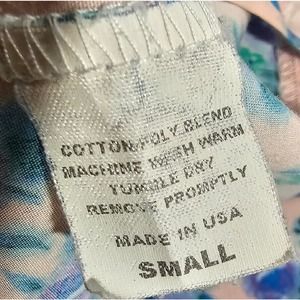 COTTON-POLY BLEND
MACHINE WASH WARM
TUMBLE DRY
REMOVE PROMPTLY
MADE IN USA
SMALL